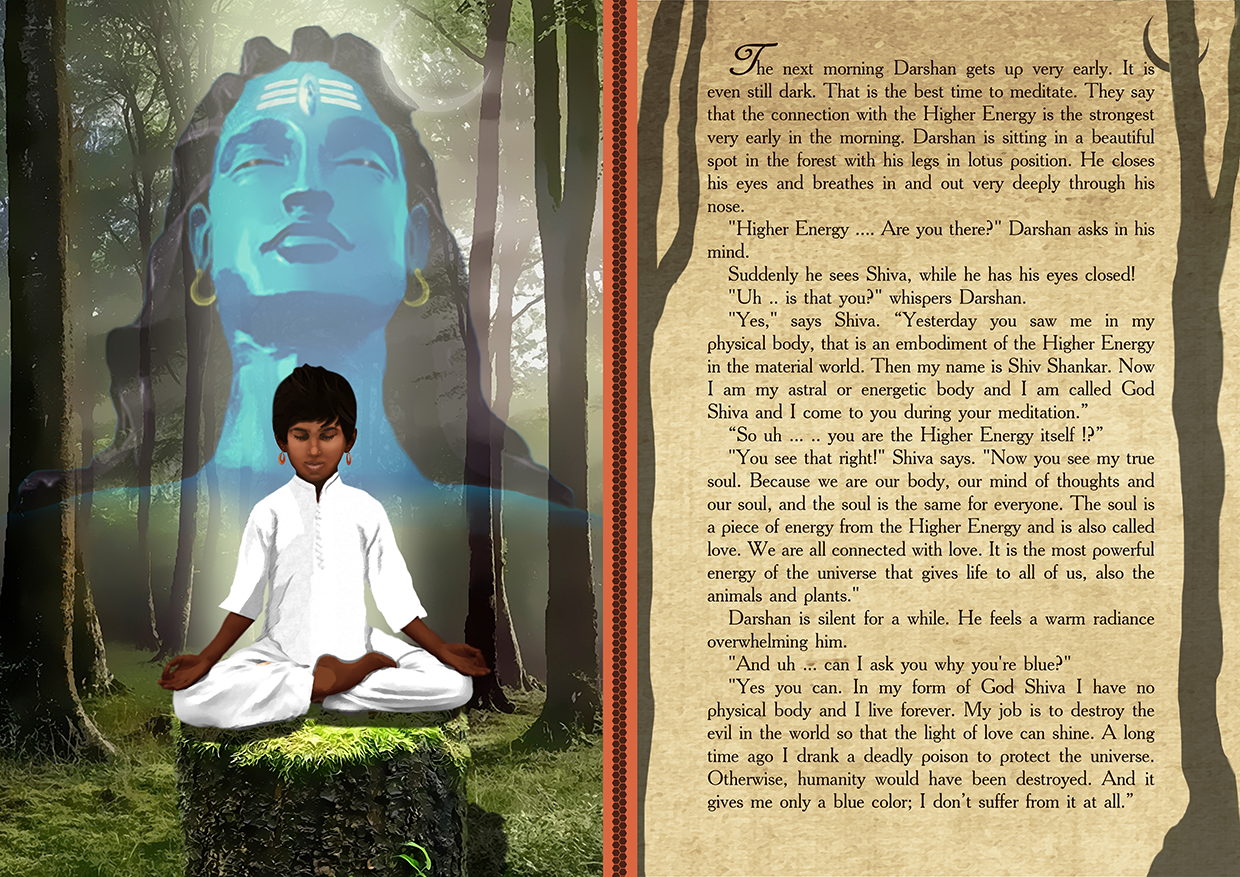 The next morning Darshan gets up very early. It is
even still dark. That is the best time to meditate. They say
that the connection with the Higher Energy is the strongest
very early in the morning. Darshan is sitting in a beautiful
spot in the forest with his legs in lotus position. He closes
his eyes and breathes in and out very deeply through his
nose.
"Higher Energy .... Are you there?" Darshan asks in his
mind.
Suddenly he sees Shiva, while he has his eyes closed!
"Uh .. is that you?" whispers Darshan.
"Yes," says Shiva. “Yesterday you saw me in my
physical body, that is an embodiment of the Higher Energy
in the material world. Then my name is Shiv Shankar. Now
I am my astral or energetic body and I am called God
Shiva and I come to you during your meditation.”
“So uh ... .. you are the Higher Energy itself !?”
"You see that right!" Shiva says. "Now you see my true
soul. Because we are our body, our mind of thoughts and
our soul, and the soul is the same for everyone. The soul is
a piece of energy from the Higher Energy and is also called
love. We are all connected with love. It is the most powerful
energy of the universe that gives life to all of us, also the
animals and plants."
Darshan is silent for a while. He feels a warm radiance
overwhelming him.
"And uh ... can I ask you why you're blue?"
"Yes you can. In my form of God Shiva I have no
physical body and I live forever. My job is to destroy the
evil in the world so that the light of love can shine. A long
time ago I drank a deadly poison to protect the universe.
Otherwise, humanity would have been destroyed. And it
gives me only a blue color; I don’t suffer from it at all.”